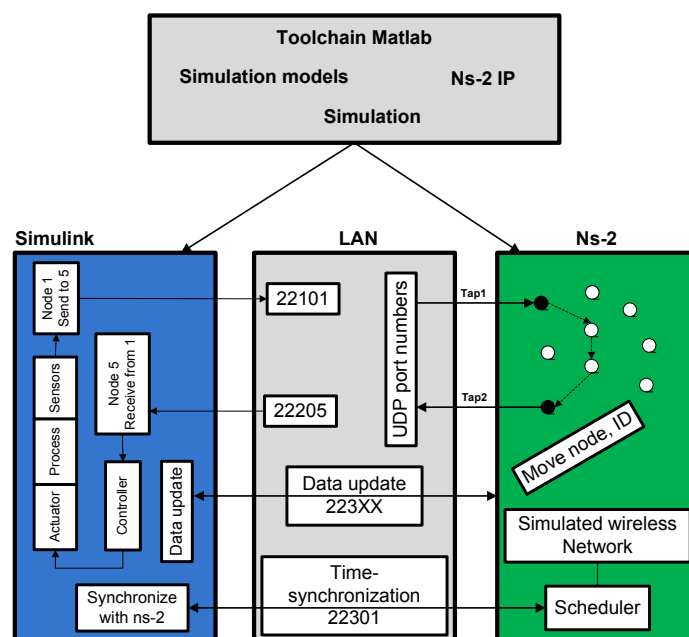 Toolchain Matlab
Simulation models
Ns-2 IP
Simulation
Simulink
LAN
Ns-2
Node 1
Send to 5
Sensors
Process
Actuator
Node 5
Receive from 1
Controller
Data update
Synchronize
with ns-2
22101
22205
UDP port numbers
Data update
223XX
Time-
synchronization
22301
Tap1
Tap2
Move node, ID
Simulated wireless
Network
Scheduler